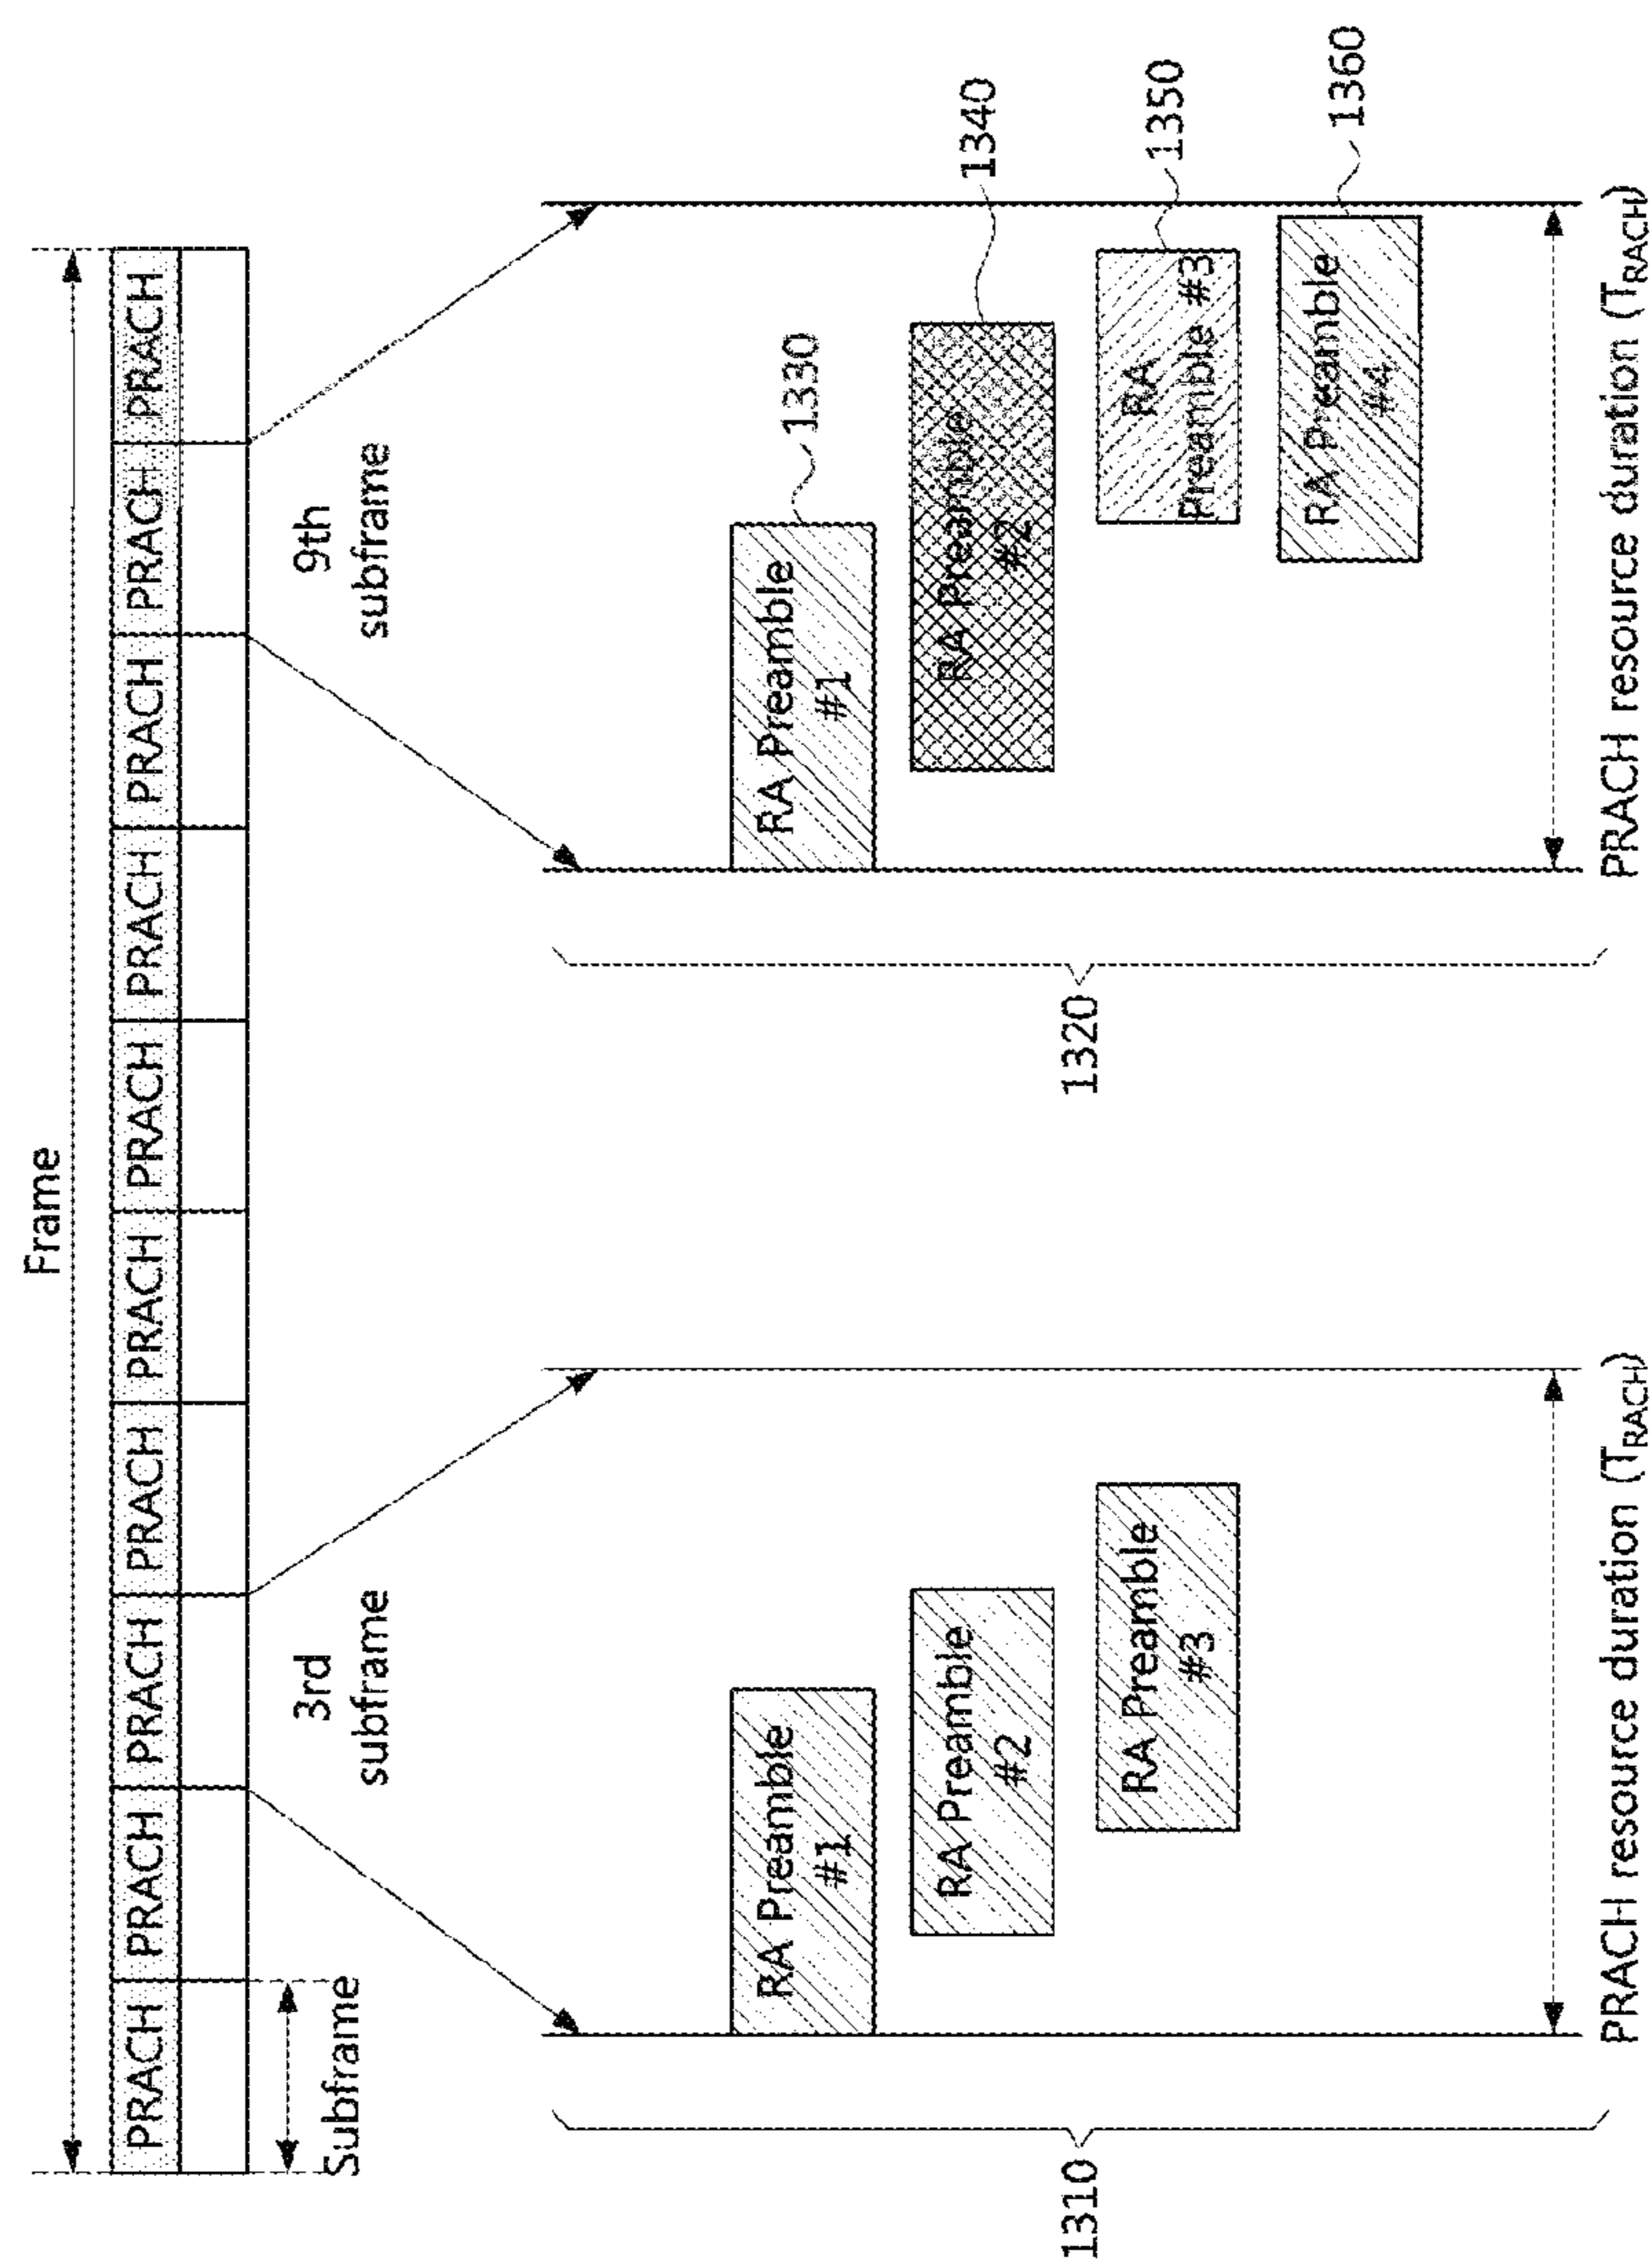 Frame
PRACH PRACH PRACH PRACH PRACH PRACH PRACH PRACH PRACH PRACH
Subframe
3rd
subframe
9th
subframe
1310
RA Preamble
#1
RA Preamble
#2
RA Preamble
#3
PRACH resource duration (TRACH)
1320
RA Preamble
#1
1330
RA Preamble
#2
1340
RA
Preamble #3
1350
RA Preamble
#4
1360
PRACH resource duration (TRACH)